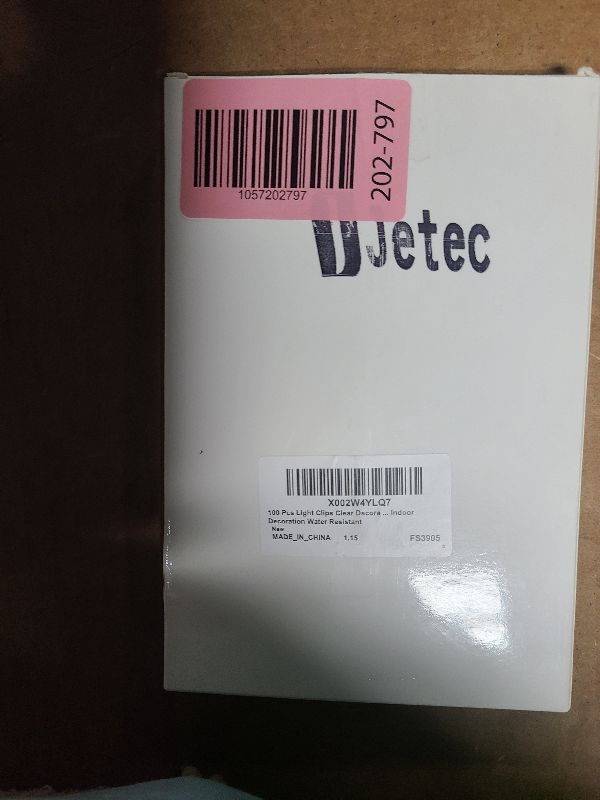 202-797
1057202797
Jetec
X002W4YLQ7
100 Pcs Light Clips Clear Decora ... Indoor
Decoration Water Resistant
New
MADE_IN_CHINA 1.15 FS3905